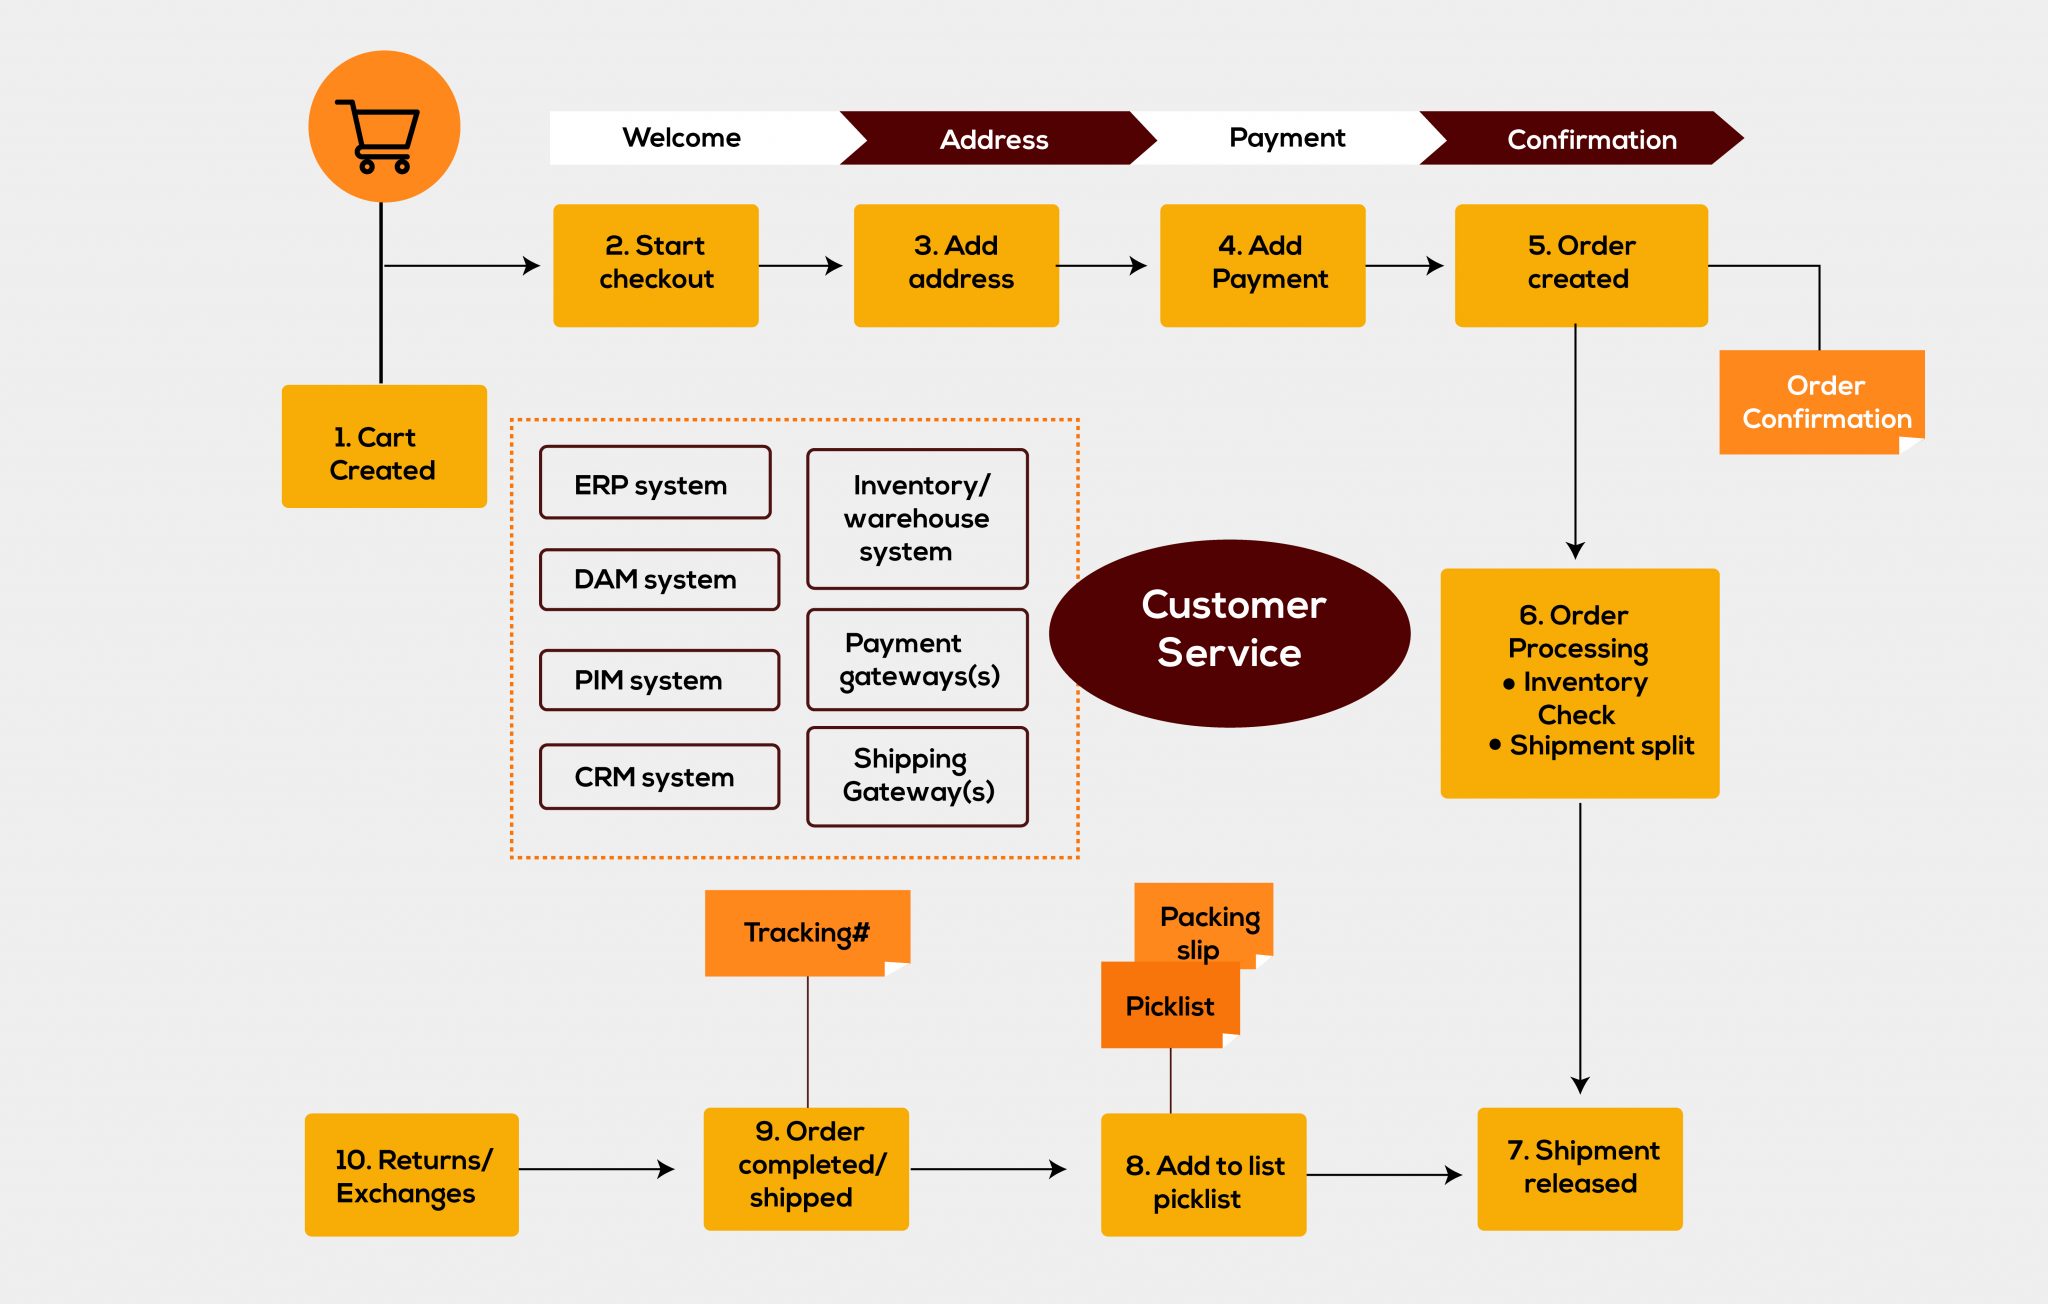 Welcome
Address
Payment
Confirmation
2. Start
checkout
3. Add
address
4. Add
Payment
5. Order
created
Order
Confirmation
1. Cart
Created
ERP system
DAM system
PIM system
CRM system
Inventory/
warehouse
system
Payment
gateways(s)
Shipping
Gateway(s)
Customer
Service
6. Order
Processing
• Inventory
Check
• Shipment split
Tracking#
Packing
slip
Picklist
10. Returns/
Exchanges
9. Order
completed/
shipped
8. Add to list
picklist
7. Shipment
released